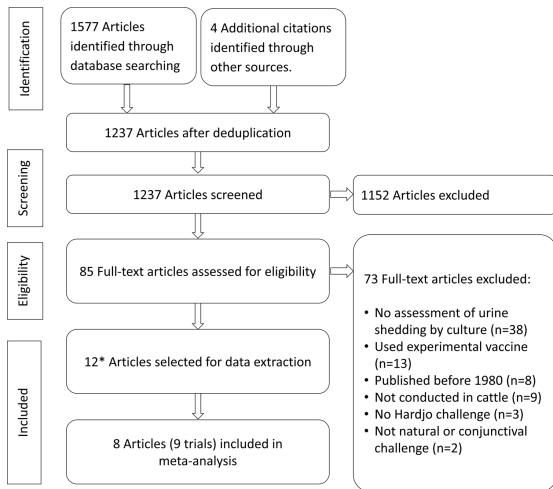 Identification
1577 Articles
identified through
database searching
4 Additional citations
identified through
other sources.
1237 Articles after deduplication
Screening
1237 Articles screened
1152 Articles excluded
Eligibility
85 Full-text articles assessed for eligibility
73 Full-text articles excluded:
• No assessment of urine
shedding by culture (n=38)
• Used experimental vaccine
(n=13)
• Published before 1980 (n=8)
• Not conducted in cattle (n=9)
• No Hardjo challenge (n=3)
• Not natural or conjunctival
challenge (n=2)
Included
12* Articles selected for data extraction
8 Articles (9 trials) included in
meta-analysis